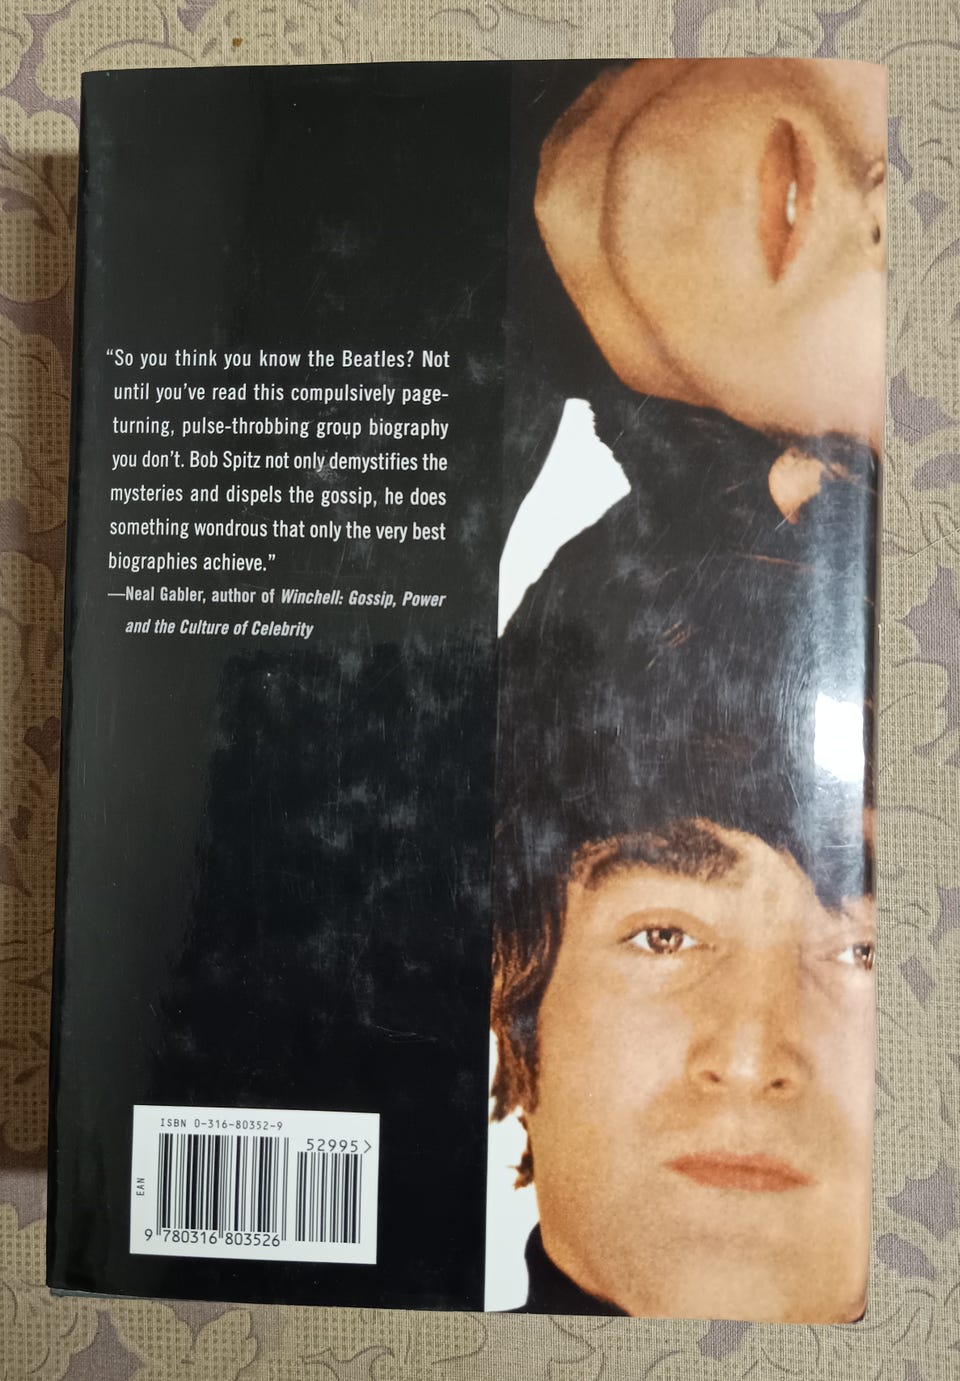 “So you think you know the Beatles? Not
until you’ve read this compulsively page-
turning, pulse-throbbing group biography
you don’t. Bob Spitz not only demystifies the
mysteries and dispels the gossip, he does
something wondrous that only the very best
biographies achieve.”
—Neal Gabler, author of Winchell: Gossip, Power
and the Culture of Celebrity
ISBN 0-316-80352-9
52995>
EAN
9 780316 803526